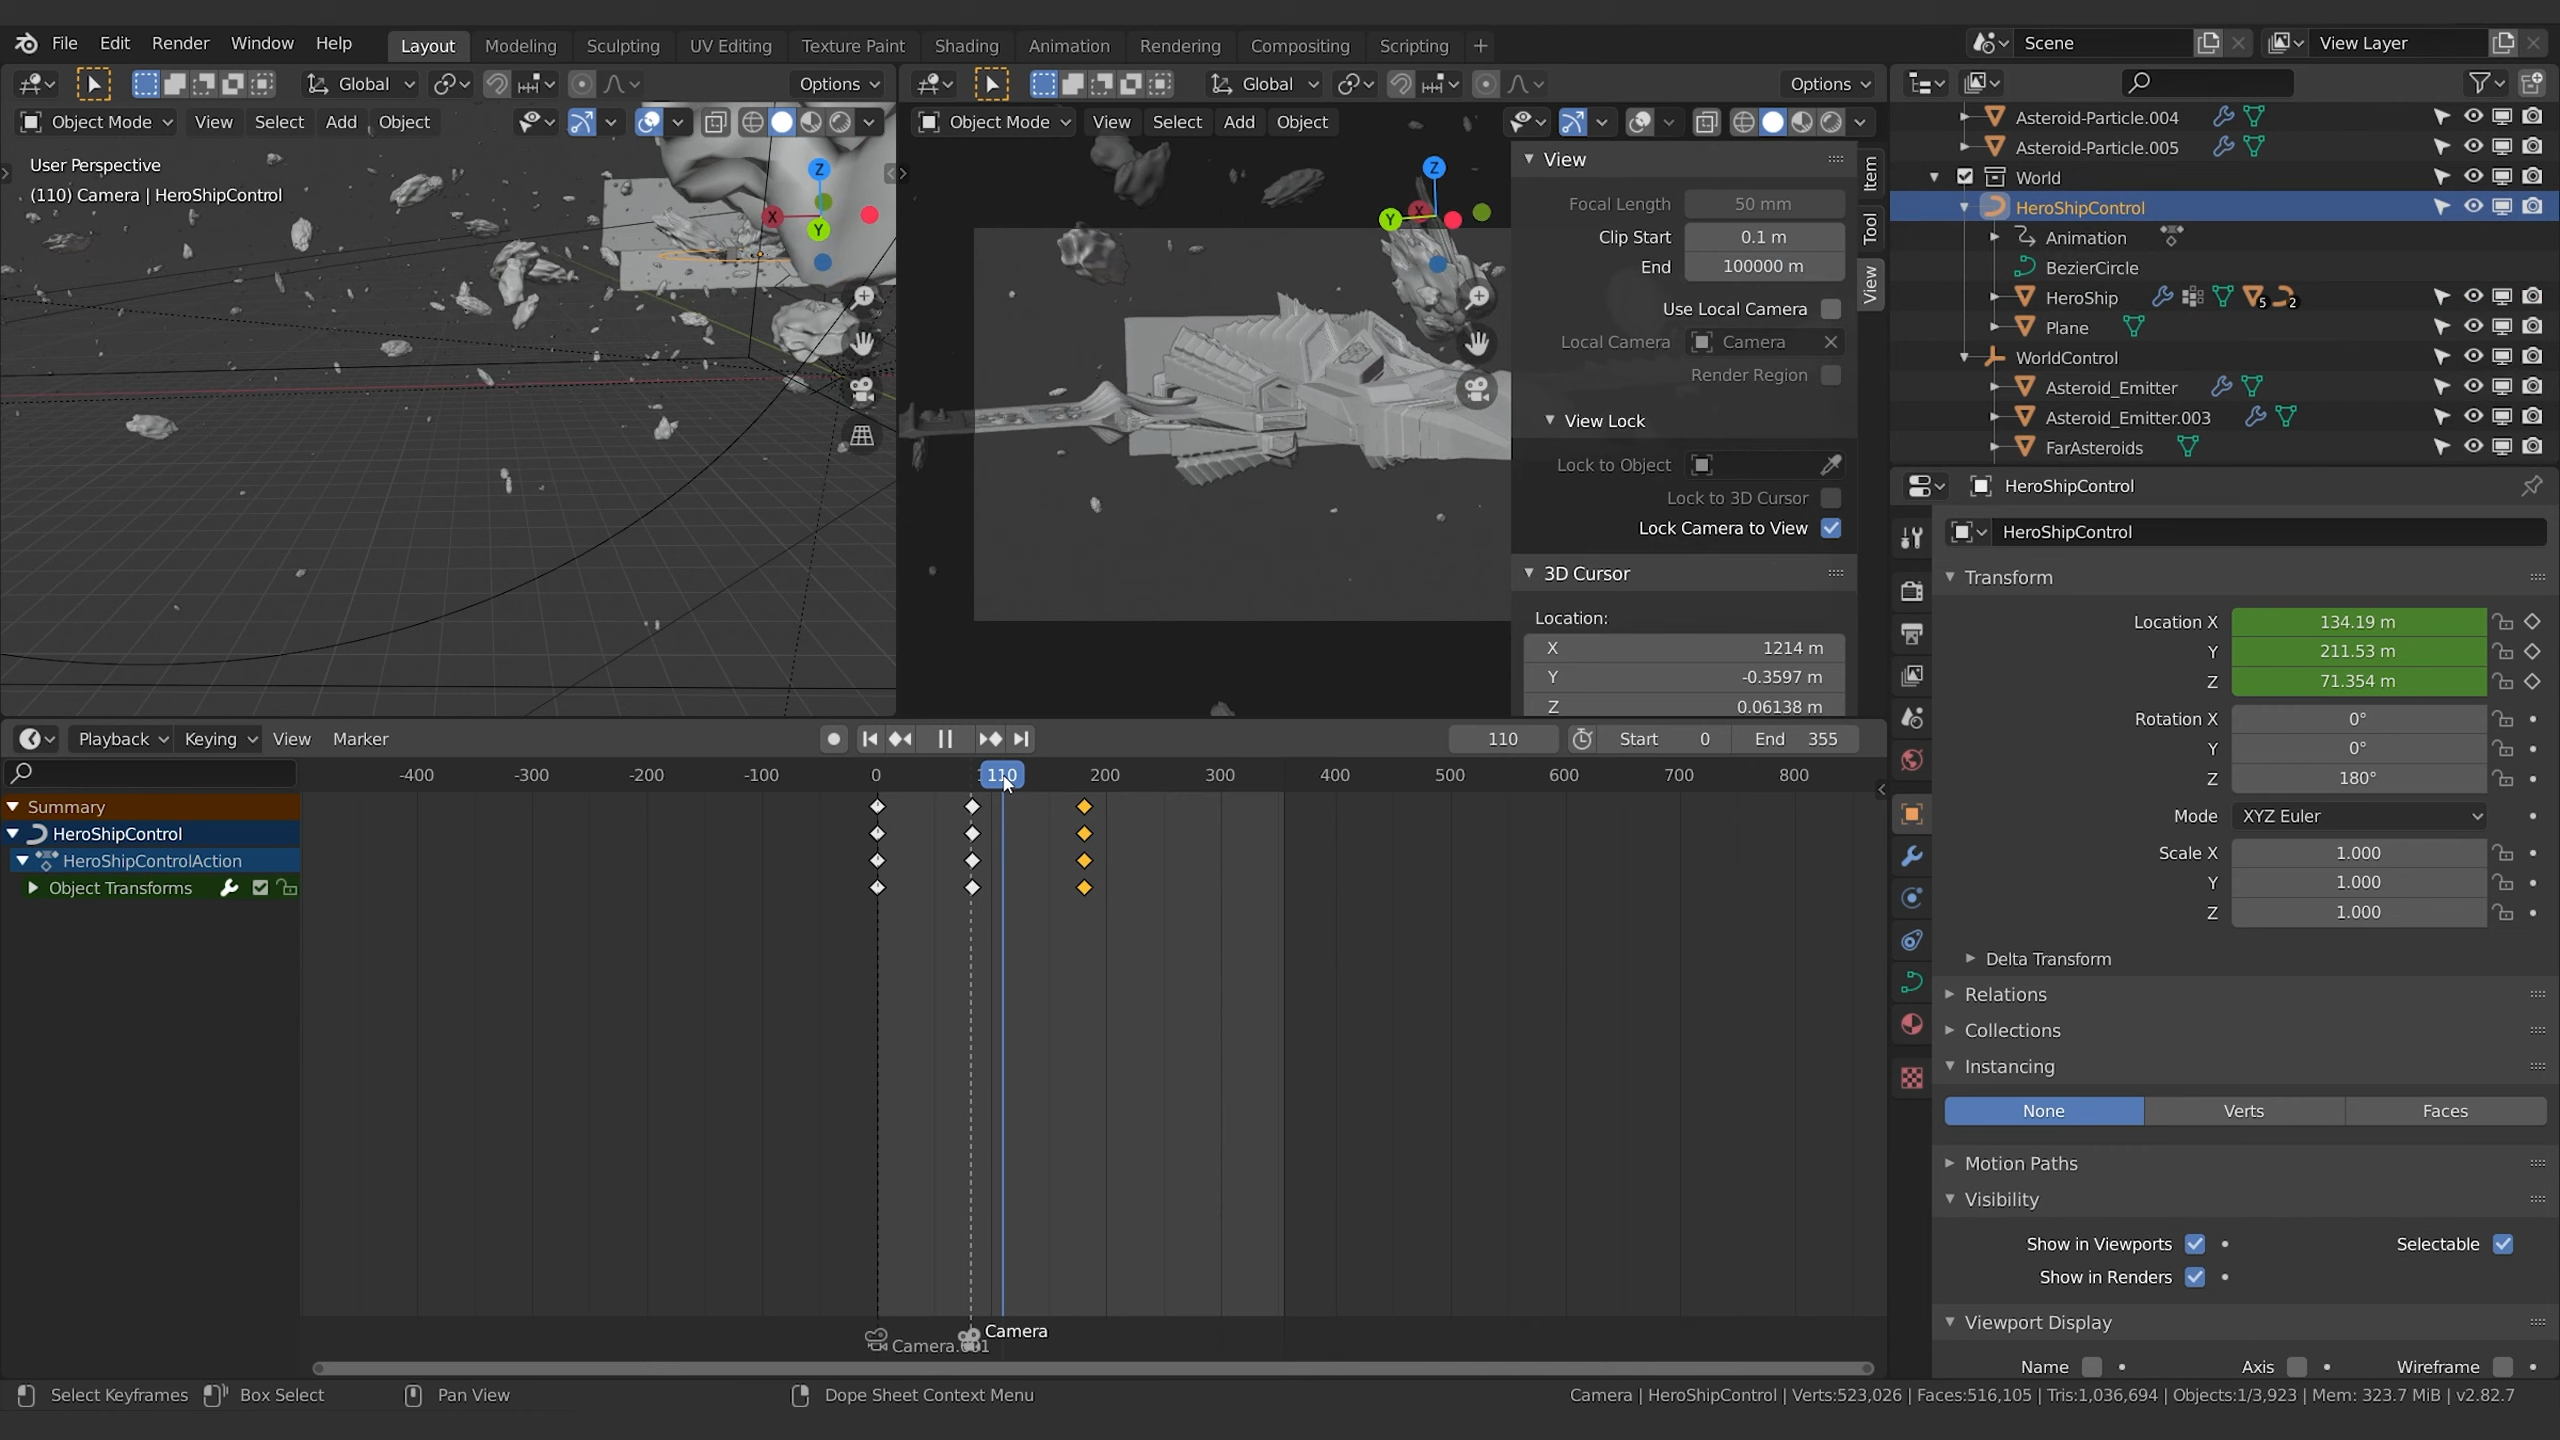 File Edit Render Window Help Layout Modeling Sculpting UV Editing Texture Paint Shading Animation Rendering Compositing Scripting + Scene View Layer
Global Options Global Options
Object Mode View Select Add Object Object Mode View Select Add Object
User Perspective
(110) Camera | HeroShipControl
Z
X
Y
Z
X
Y
View
Focal Length 50 mm
Clip Start 0.1 m
End 100000 m
Use Local Camera
Local Camera Camera
Render Region
View Lock
Lock to Object
Lock to 3D Cursor
Lock Camera to View
3D Cursor
Location:
X 1214 m
Y -0.3597 m
Z 0.06138 m
Item
Tool
View
Asteroid-Particle.004
Asteroid-Particle.005
World
HeroShipControl
Animation
BezierCircle
HeroShip 5 2
Plane
WorldControl
Asteroid_Emitter
Asteroid_Emitter.003
FarAsteroids
HeroShipControl
HeroShipControl
Transform
Location X 134.19 m
Y 211.53 m
Z 71.354 m
Rotation X 0°
Y 0°
Z 180°
Mode XYZ Euler
Scale X 1.000
Y 1.000
Z 1.000
Delta Transform
Relations
Collections
Instancing
None Verts Faces
Motion Paths
Visibility
Show in Viewports Selectable
Show in Renders
Viewport Display
Name Axis Wireframe
Playback Keying View Marker 110 Start 0 End 355
-400 -300 -200 -100 0 110 200 300 400 500 600 700 800
Summary
HeroShipControl
HeroShipControlAction
Object Transforms
Camera
Select Keyframes Box Select Pan View Dope Sheet Context Menu Camera | HeroShipControl | Verts:523,026 | Faces:516,105 | Tris:1,036,694 | Objects:1/3,923 | Mem: 323.7 MiB | v2.82.7